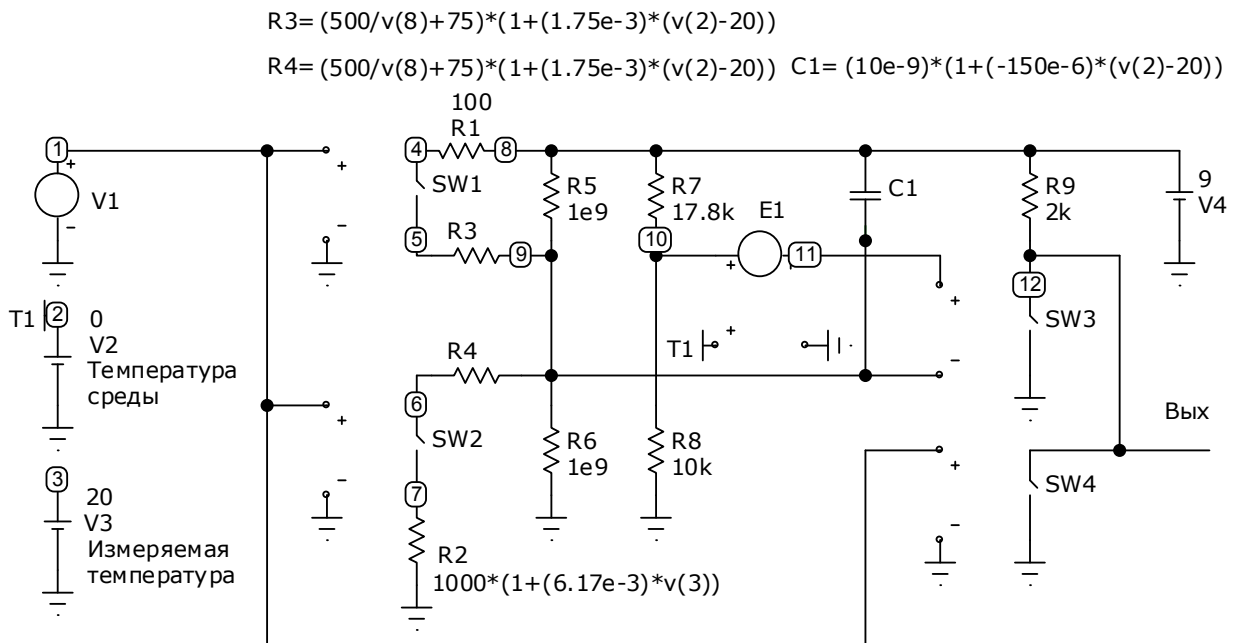 R3= (500/v(8)+75)*(1+(1.75e-3)*(v(2)-20))
R4= (500/v(8)+75)*(1+(1.75e-3)*(v(2)-20)) C1= (10e-9)*(1+(-150e-6)*(v(2)-20))
100
R1
1
4
8
+
V1
-
+
-
SW1
5
R3
9
R5
1e9
R7
17.8k
10
E1
+
11
C1
R9
2k
9
V4
T1
2
0
V2
Температура
среды
R4
T1
+
+
-
12
SW3
6
+
SW2
-
7
R6
1e9
R8
10k
Вых
+
SW4
-
3
20
V3
Измеряемая
температура
R2
1000*(1+(6.17e-3)*v(3))